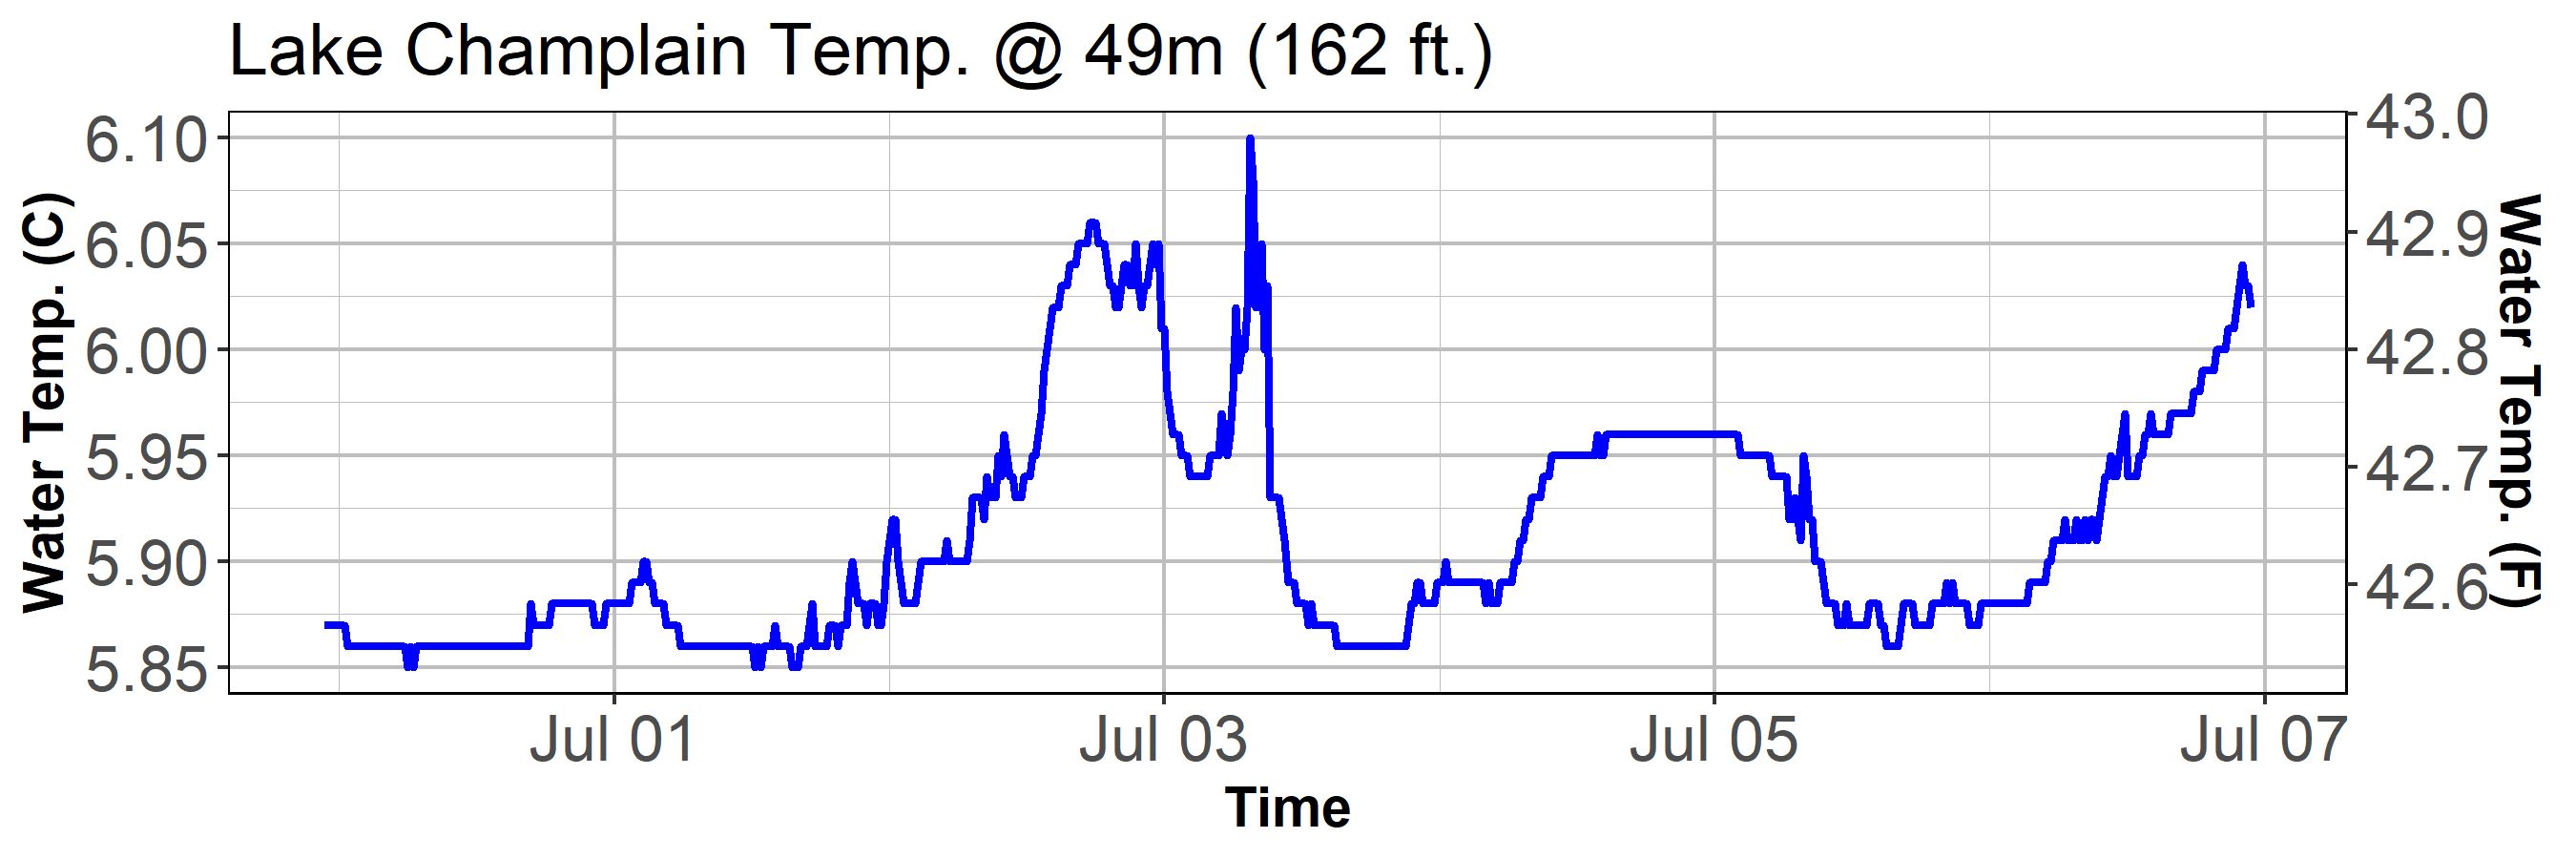 Lake Champlain Temp. @ 49m (162 ft.)
Water Temp. (C)
6.10
6.05
6.00
5.95
5.90
5.85
43.0
42.9
42.8
42.7
42.6
Water Temp. (F)
Jul 01
Jul 03
Jul 05
Jul 07
Time